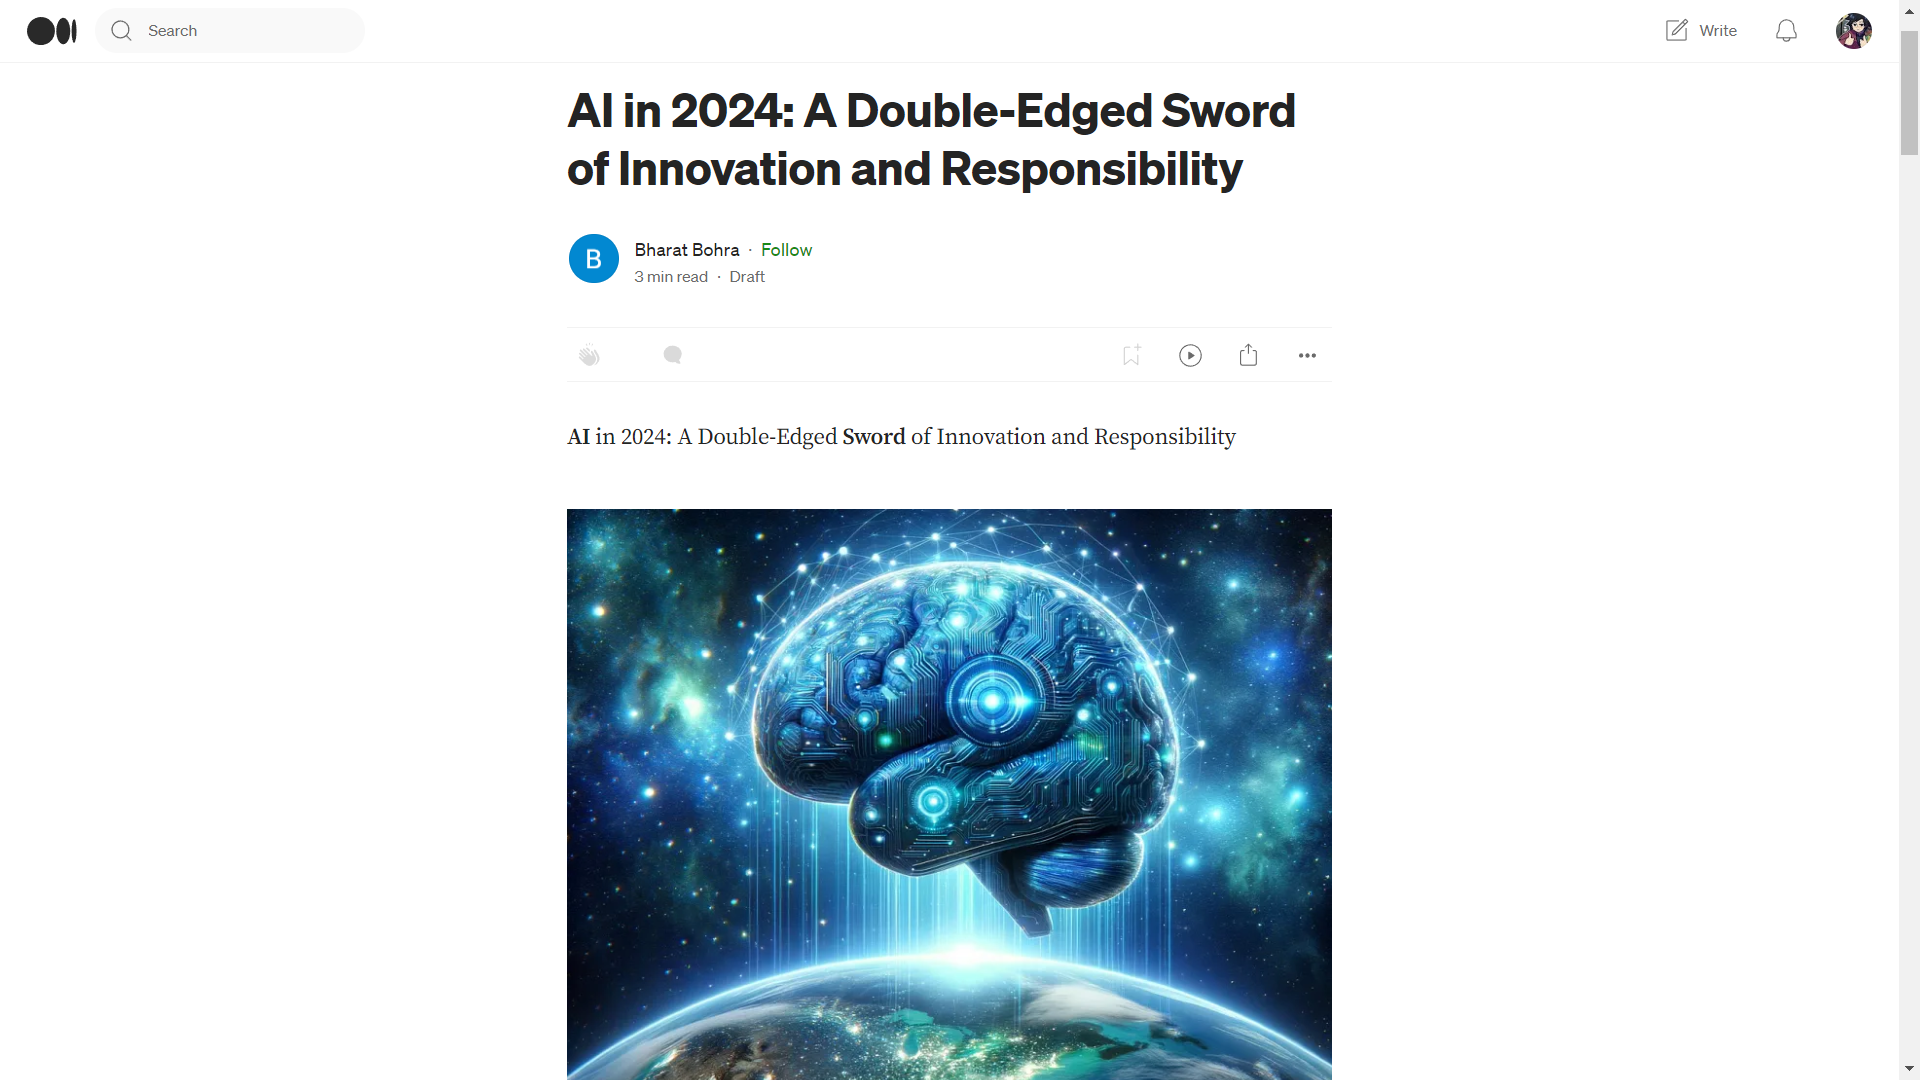 Search
Write
AI in 2024: A Double-Edged Sword
of Innovation and Responsibility
B
Bharat Bohra · Follow
3 min read · Draft
AI in 2024: A Double-Edged Sword of Innovation and Responsibility